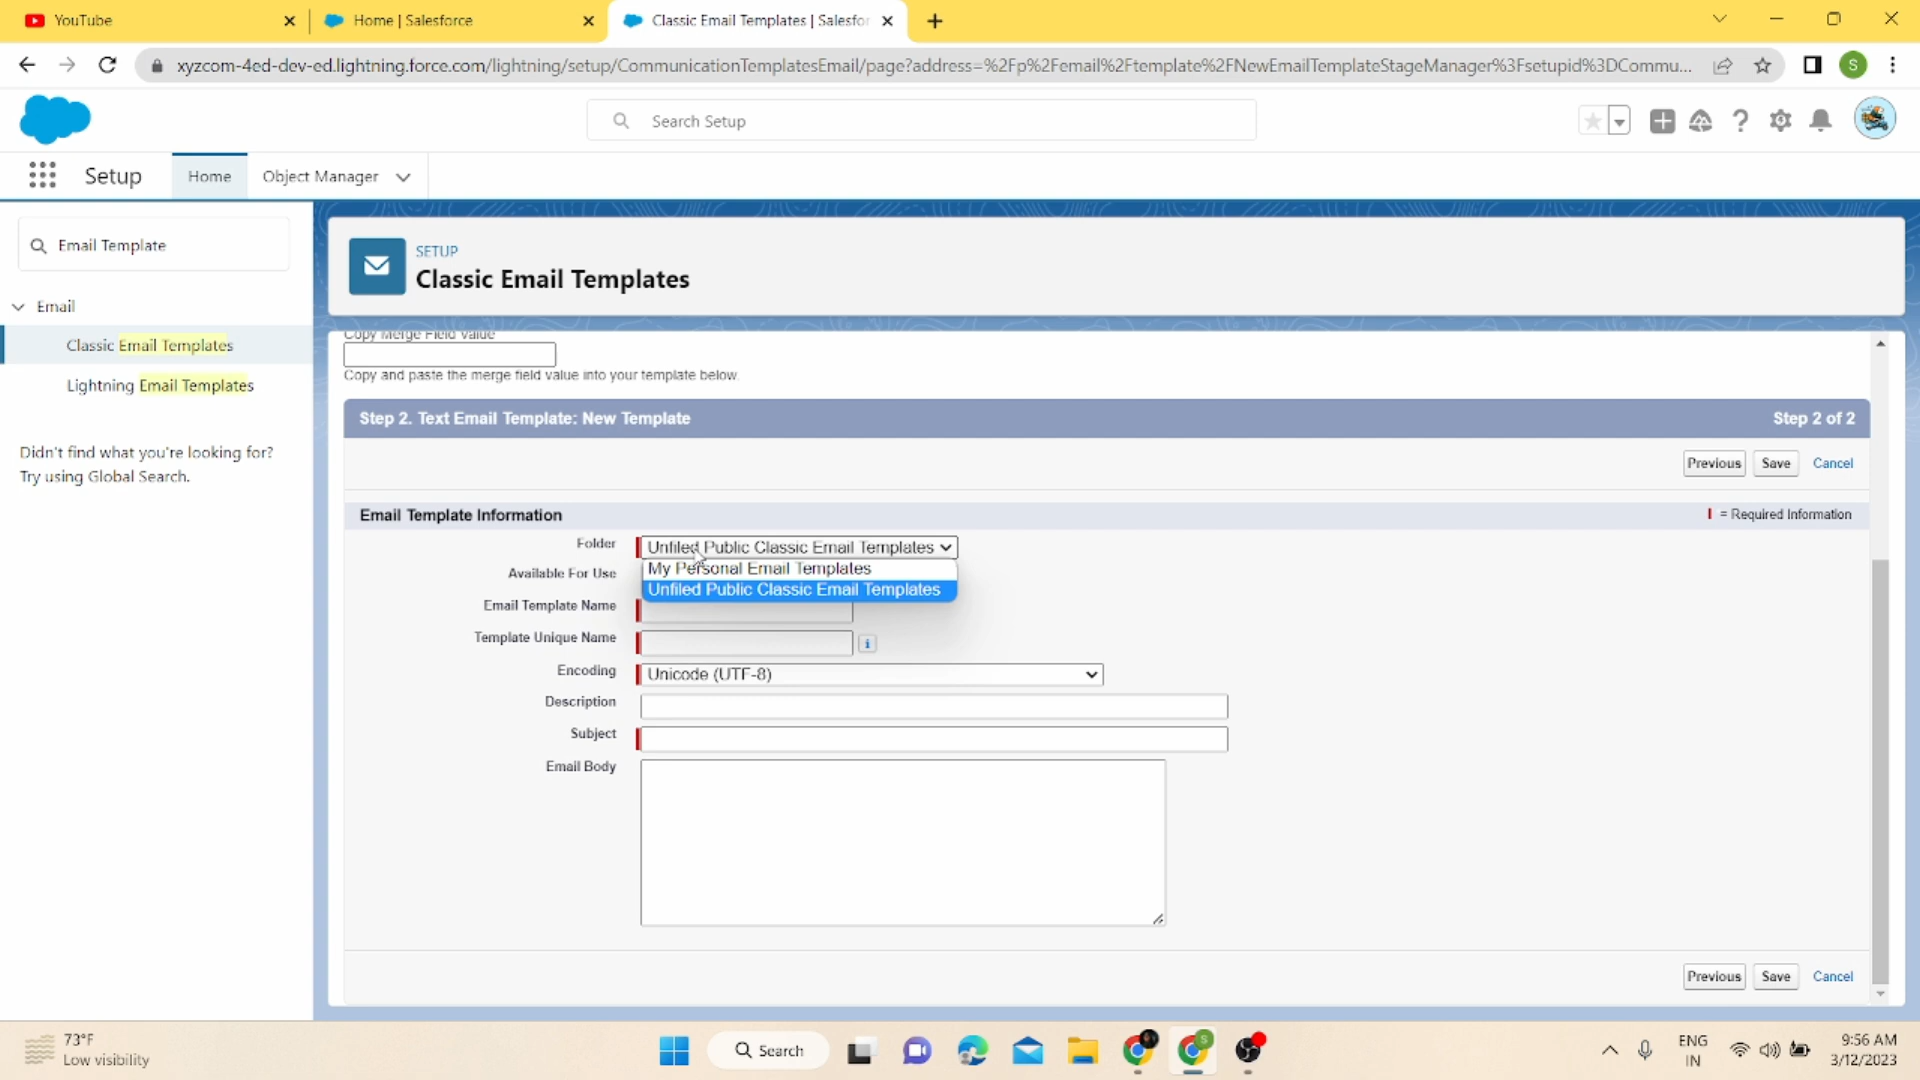 YouTube
Home | Salesforce
Classic Email Templates | Salesfor
xyzcom-4ed-dev-ed.lightning.force.com/lightning/setup/CommunicationTemplatesEmail/page?address=%2Fp%2Femail%2Ftemplate%2FNewEmailTemplateStageManager%3Fsetupid%3DCommu...
S
Search Setup
Setup
Home
Object Manager
Email Template
Email
Classic Email Templates
Lightning Email Templates
Didn't find what you're looking for?
Try using Global Search.
SETUP
Classic Email Templates
Copy Merge Field Value
Copy and paste the merge field value into your template below.
Step 2. Text Email Template: New Template
Step 2 of 2
Previous
Save
Cancel
Email Template Information
= Required Information
Folder
Unfiled Public Classic Email Templates
My Personal Email Templates
Unfiled Public Classic Email Templates
Available For Use
Email Template Name
Template Unique Name
i
Encoding
Unicode (UTF-8)
Description
Subject
Email Body
Previous
Save
Cancel
73°F
Low visibility
Search
S
ENG
IN
9:56 AM
3/12/2023